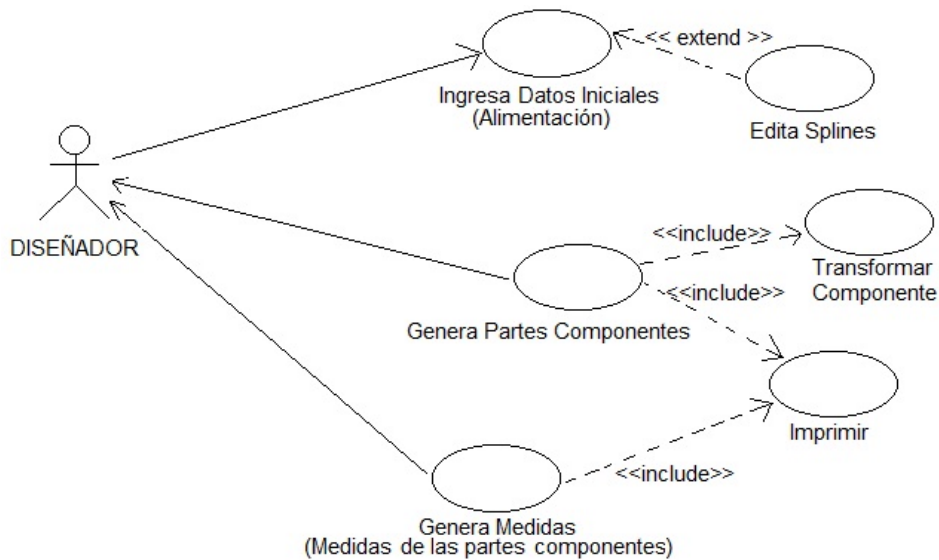 << extend >>
Ingresa Datos Iniciales
(Alimentación)
Edita Splines
DISEÑADOR
<<include>>
Transformar
Componente
<<include>>
Genera Partes Componentes
Imprimir
<<include>>
Genera Medidas
(Medidas de las partes componentes)